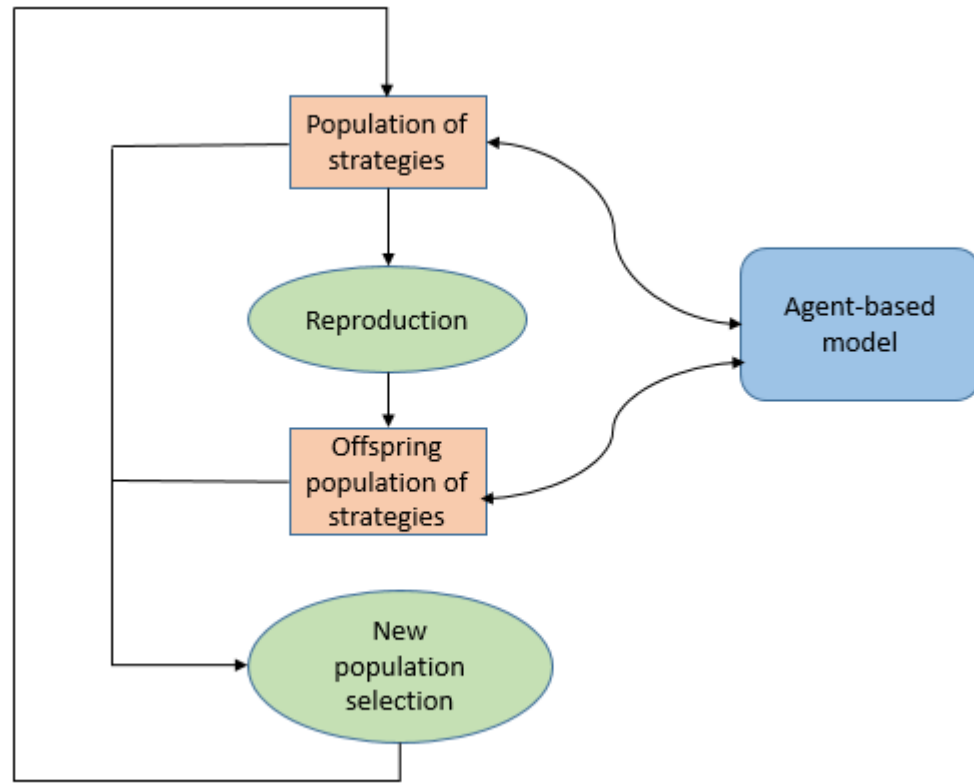 Population of
strategies
Reproduction
Agent-based
model
Offspring
population of
strategies
New
population
selection